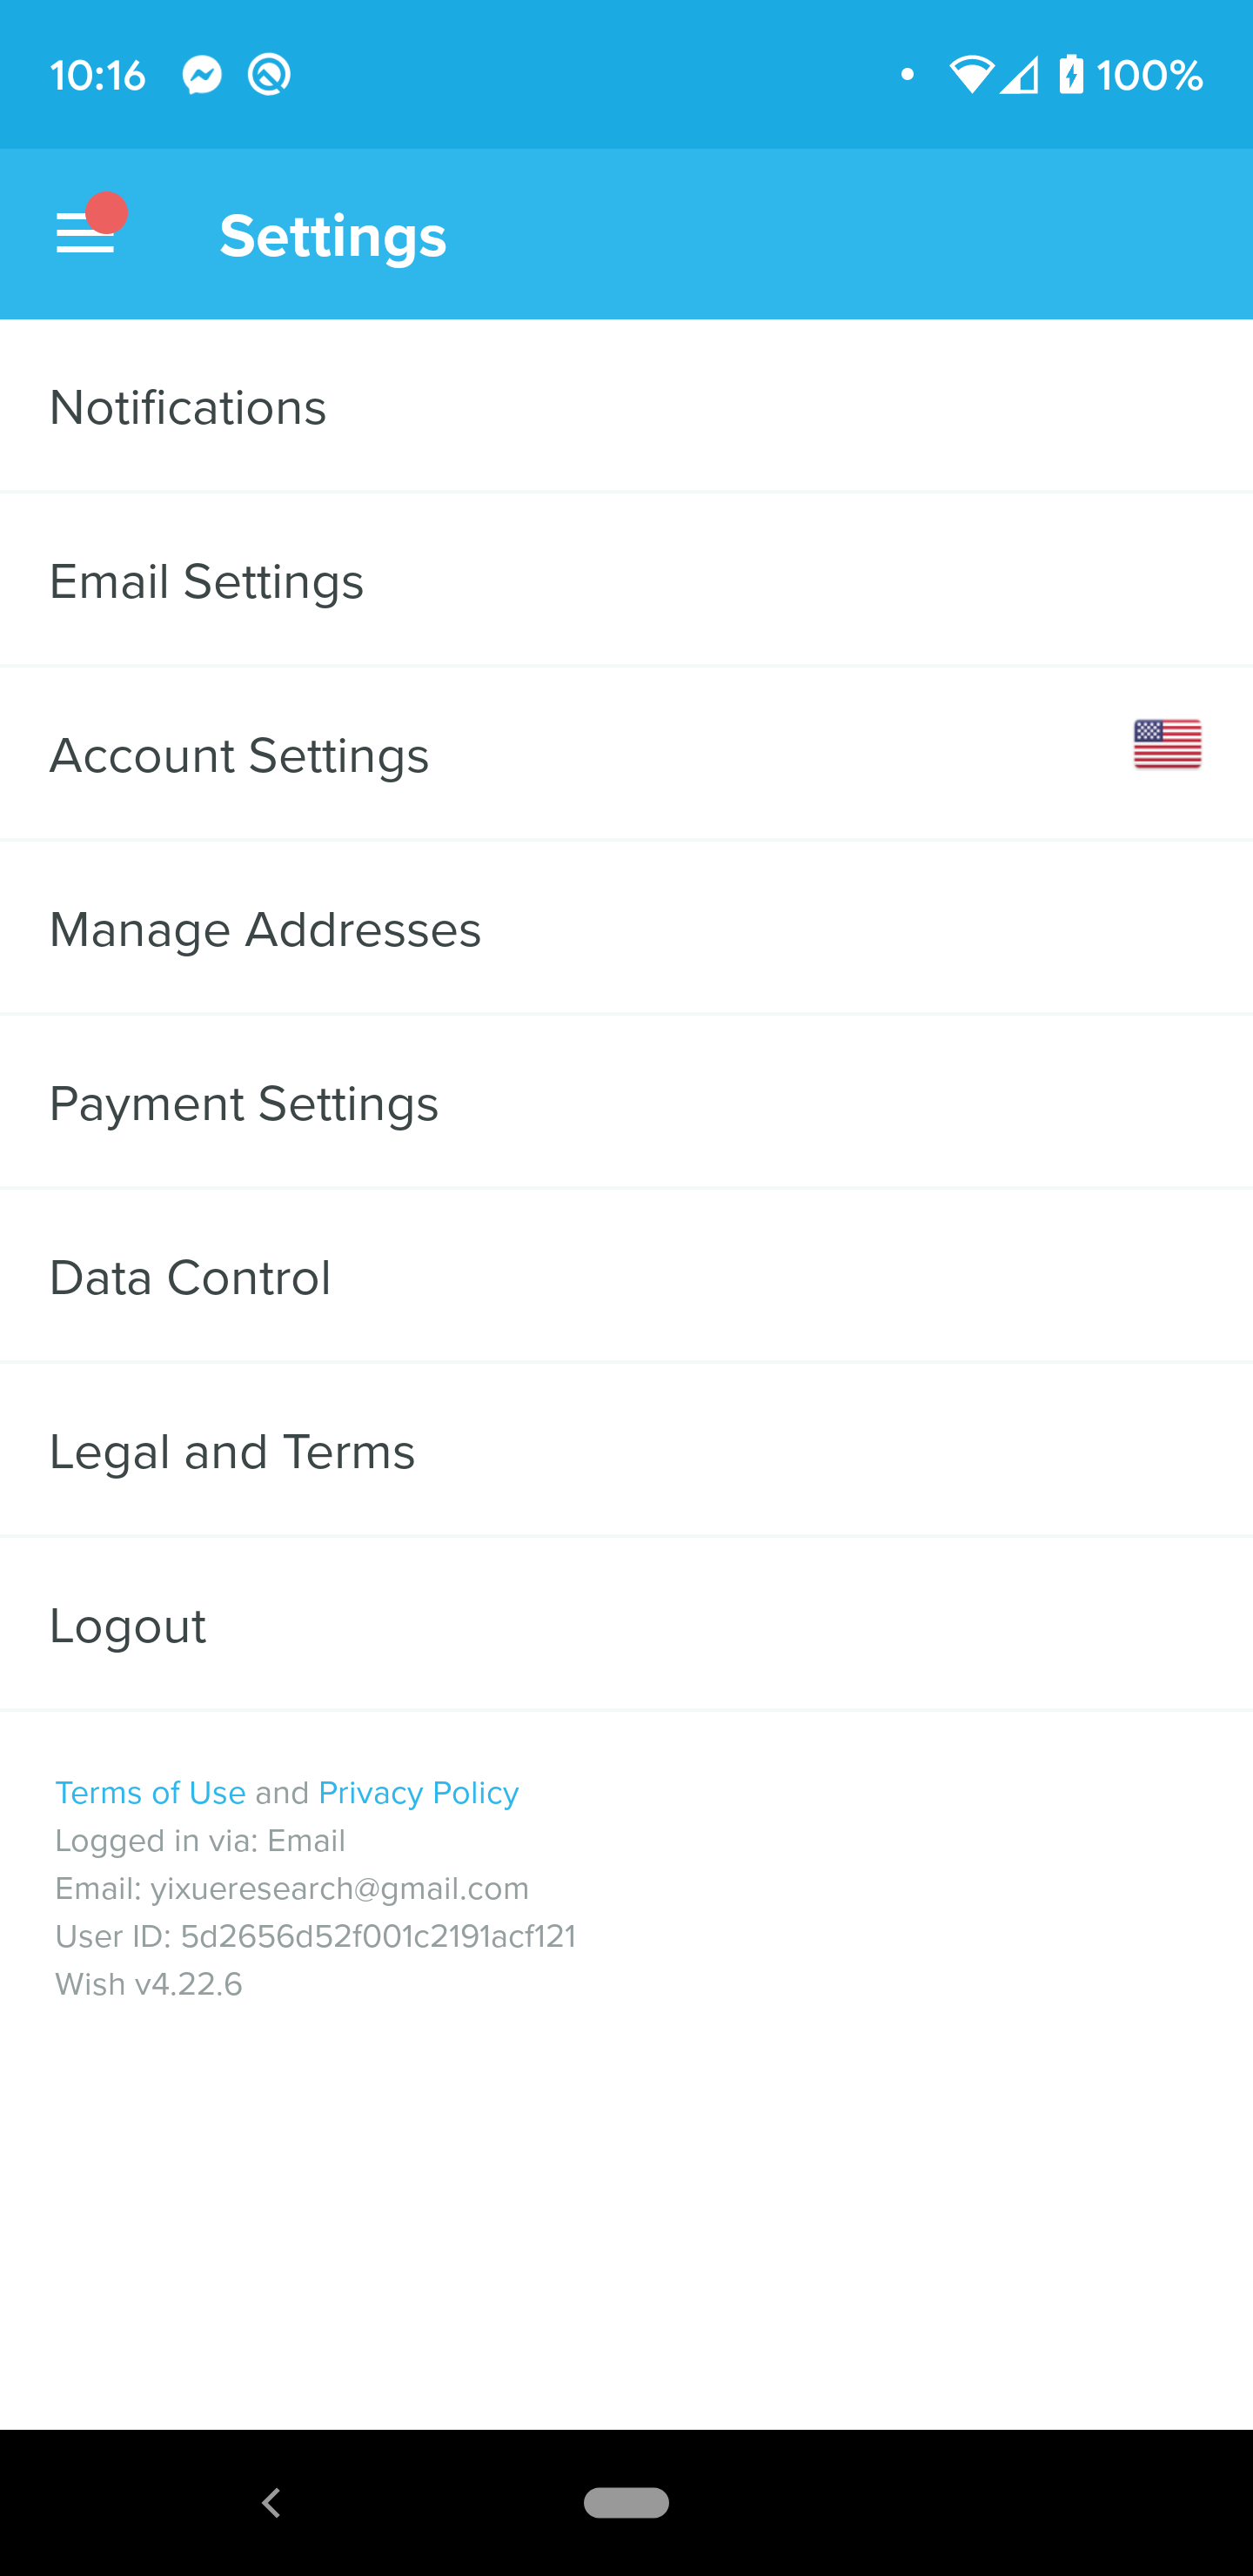 10:16
100%
Settings
Notifications
Email Settings
Account Settings
Manage Addresses
Payment Settings
Data Control
Legal and Terms
Logout
Terms of Use and Privacy Policy
Logged in via: Email
Email: yixueresearch@gmail.com
User ID: 5d2656d52f001c2191acf121
Wish v4.22.6